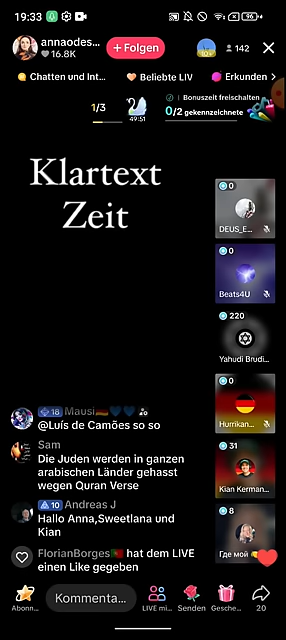 19:33
96
annaodes...
16.8K
+ Folgen
10+
142
Chatten und Int...
Beliebte LIV
Erkunden >
1/3
49:51
Bonuszeit freischalten
0/2 gekennzeichnete
Klartext
Zeit
0
DEUS_E...
0
Beats4U
220
Yahudi Brudi...
0
Hurrikan...
31
Kian Kerman...
8
Где мой
18 Mausi🇩🇪💙💙
@Luís de Camões so so
Sam
Die Juden werden in ganzen
arabischen Länder gehasst
wegen Quran Verse
10 Andreas J
Hallo Anna,Sweetlana und
Kian
FlorianBorges🇵🇹 hat dem LIVE
einen Like gegeben
Abonn...
Kommenta...
LIVE mi...
Senden
Gesche...
20